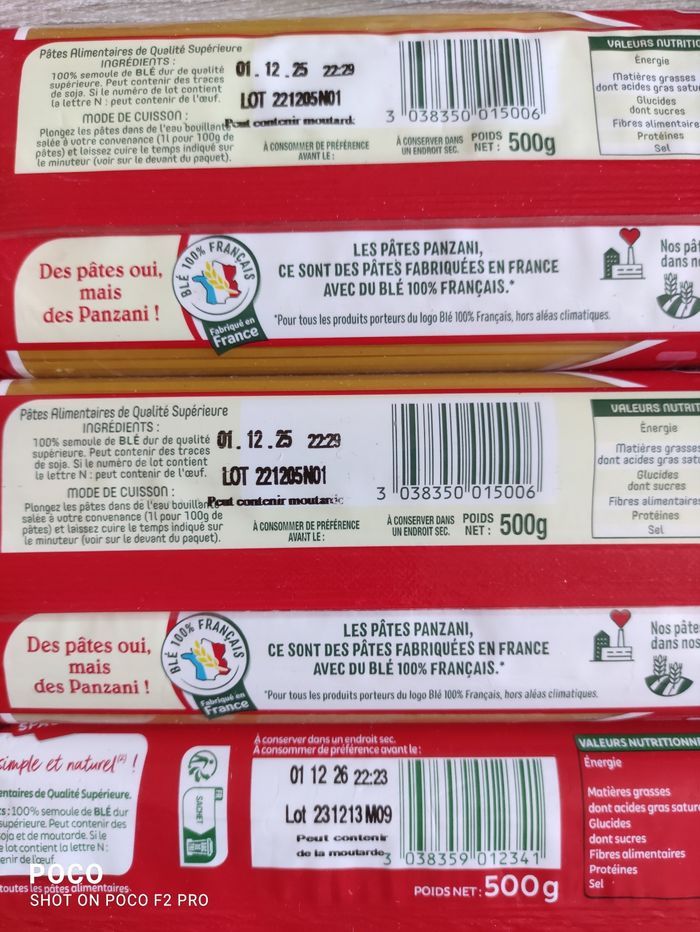 Pâtes Alimentaires de Qualité Supérieure
INGRÉDIENTS :
100% semoule de BLÉ dur de qualité
supérieure. Peut contenir des traces
de soja. Si le numéro de lot contient
la lettre N : peut contenir de l'œuf.
MODE DE CUISSON :
Plongez les pâtes dans de l'eau bouillante
salée à votre convenance (1l pour 100g de
pâtes) et laissez cuire le temps indiqué sur
le minuteur (voir sur le devant du paquet).
01.12.25 22:29
LOT 221205N01
Peut contenir moutarde
À CONSOMMER DE PRÉFÉRENCE
AVANT LE :
3 038350 015006
À CONSERVER DANS
UN ENDROIT SEC.
POIDS
NET : 500g
VALEURS NUTRITIO
Énergie
Matières grasses
dont acides gras satu
Glucides
dont sucres
Fibres alimentaires
Protéines
Sel
Des pâtes oui,
mais
des Panzani !
BLÉ 100% FRANÇAIS
Fabriqué en
France
LES PÂTES PANZANI,
CE SONT DES PÂTES FABRIQUÉES EN FRANCE
AVEC DU BLÉ 100% FRANÇAIS.*
*Pour tous les produits porteurs du logo Blé 100% Français, hors aléas climatiques.
Nos pât
dans no
Pâtes Alimentaires de Qualité Supérieure
INGRÉDIENTS :
100% semoule de BLÉ dur de qualité
supérieure. Peut contenir des traces
de soja. Si le numéro de lot contient
la lettre N : peut contenir de l'œuf.
MODE DE CUISSON :
Plongez les pâtes dans de l'eau bouillante
salée à votre convenance (1l pour 100g de
pâtes) et laissez cuire le temps indiqué sur
le minuteur (voir sur le devant du paquet).
01.12.25 22:29
LOT 221205N01
Peut contenir moutarde
À CONSOMMER DE PRÉFÉRENCE
AVANT LE :
3 038350 015006
À CONSERVER DANS
UN ENDROIT SEC.
POIDS
NET : 500g
VALEURS NUTRIT
Énergie
Matières grasses
dont acides gras satu
Glucides
dont sucres
Fibres alimentaires
Protéines
Sel
Des pâtes oui,
mais
des Panzani !
BLÉ 100% FRANÇAIS
Fabriqué en
France
LES PÂTES PANZANI,
CE SONT DES PÂTES FABRIQUÉES EN FRANCE
AVEC DU BLÉ 100% FRANÇAIS.*
*Pour tous les produits porteurs du logo Blé 100% Français, hors aléas climatiques.
Nos pâte
dans nos
simple et naturel(2) !
entaires de Qualité Supérieure.
s : 100% semoule de BLÉ dur
supérieure. Peut contenir des
oja et de moutarde. Si le
e lot contient la lettre N :
enir de l'œuf.
toutes les pâtes alimentaires.
FR
SACHET
À conserver dans un endroit sec.
À consommer de préférence avant le :
01 12 26 22:23
Lot 231213 M09
Peut contenir
de la moutarde
3 038359 012341
POIDS NET : 500g
VALEURS NUTRITIONNE
Énergie
Matières grasses
dont acides gras satur
Glucides
dont sucres
Fibres alimentaires
Protéines
Sel
POCO
SHOT ON POCO F2 PRO